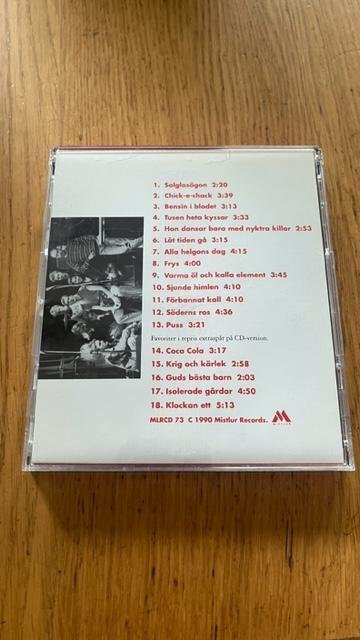 1. Solglasögon 2:20
2. Chick-e-chack 3:39
3. Bensin i blodet 3:13
4. Tusen heta kyssar 3:33
5. Hon dansar bara med nyktra killar 2:53
6. Låt tiden gå 3:15
7. Alla helgons dag 4:15
8. Frys 4:00
9. Varma öl och kalla element 3:45
10. Sjunde himlen 4:10
11. Förbannat kall 4:10
12. Söderns ros 4:36
13. Puss 3:21
Favoriter i repris extraspår på CD-version.
14. Coca Cola 3:17
15. Krig och kärlek 2:58
16. Guds bästa barn 2:03
17. Isolerade gårdar 4:50
18. Klockan ett 5:13
MLRCD 73 C 1990 Mistlur Records.
MISTLUR